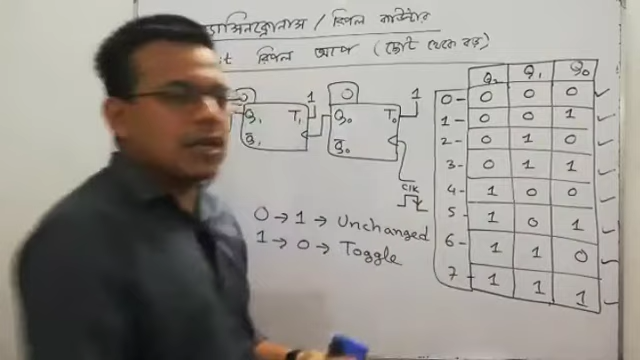 / রিপল কাউন্টার
রিপল আপ (ছোট থেকে বড়)
0 1 0 1
Q₁ T₁ Q₀ T₀
Q̅₁ Q̅₀
Clk
0 → 1 → Unchanged
1 → 0 → Toggle
Q₂ Q₁ Q₀
0 - 0 0 0
1 - 0 0 1
2 - 0 1 0
3 - 0 1 1
4 - 1 0 0
5 - 1 0 1
6 - 1 1 0
7 - 1 1 1